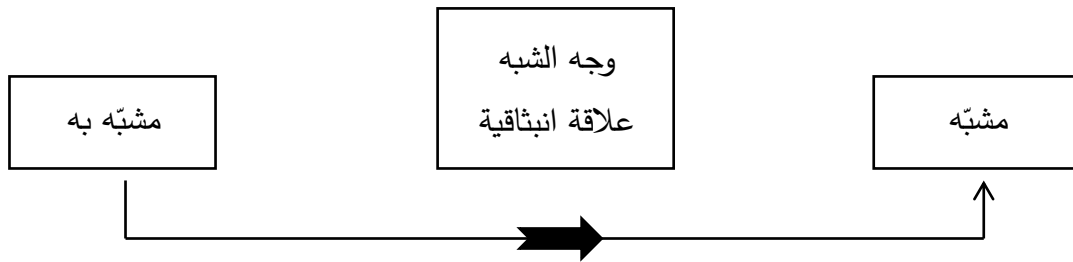 مشبّه
وجه الشبه
علاقة انبثاقية
مشبّه به